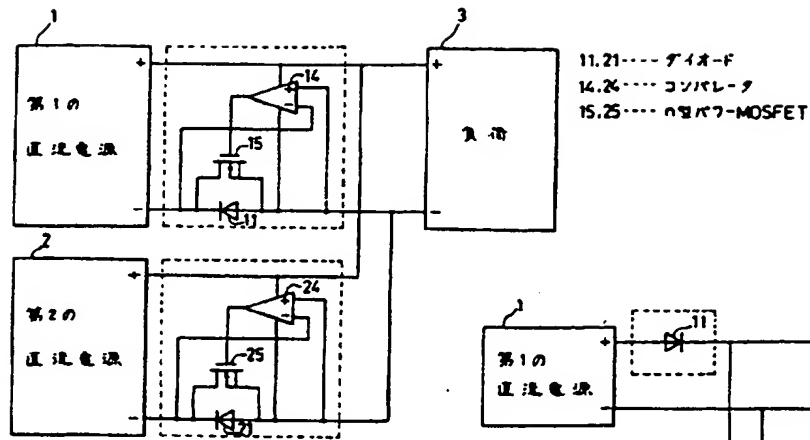 1
第1の
直流電源
+
-
14
+
-
15
11
3
+
負荷
-
11.21---- ダイオード
14.24---- コンパレータ
15.25---- n型パワーMOSFET
2
第2の
直流電源
+
-
24
+
-
25
21
1
第1の
直流電源
+
-
11